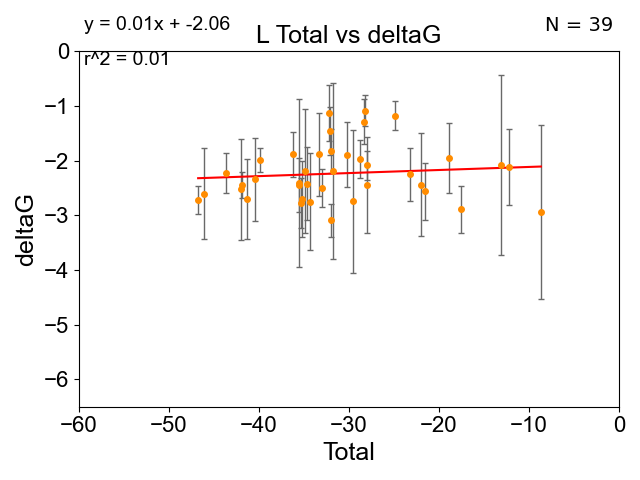 y = 0.01x + -2.06
L Total vs deltaG
N = 39
r^2 = 0.01
0
−1
−2
−3
−4
−5
−6
deltaG
−60
−50
−40
−30
−20
−10
0
Total